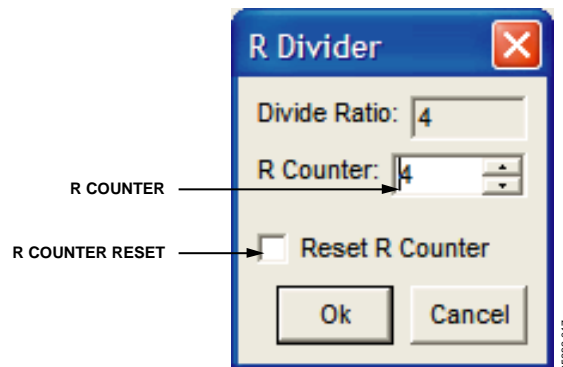 R Divider
Divide Ratio: 4
R Counter: 4
R COUNTER
R COUNTER RESET
Reset R Counter
Ok Cancel